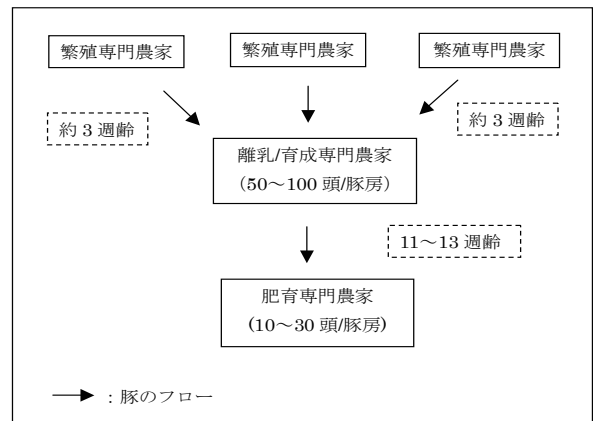 繁殖専門農家
繁殖専門農家
繁殖専門農家
約 3 週齢
約 3 週齢
離乳/育成専門農家
（50～100 頭/豚房）
11～13 週齢
肥育専門農家
(10～30 頭/豚房)
：豚のフロー